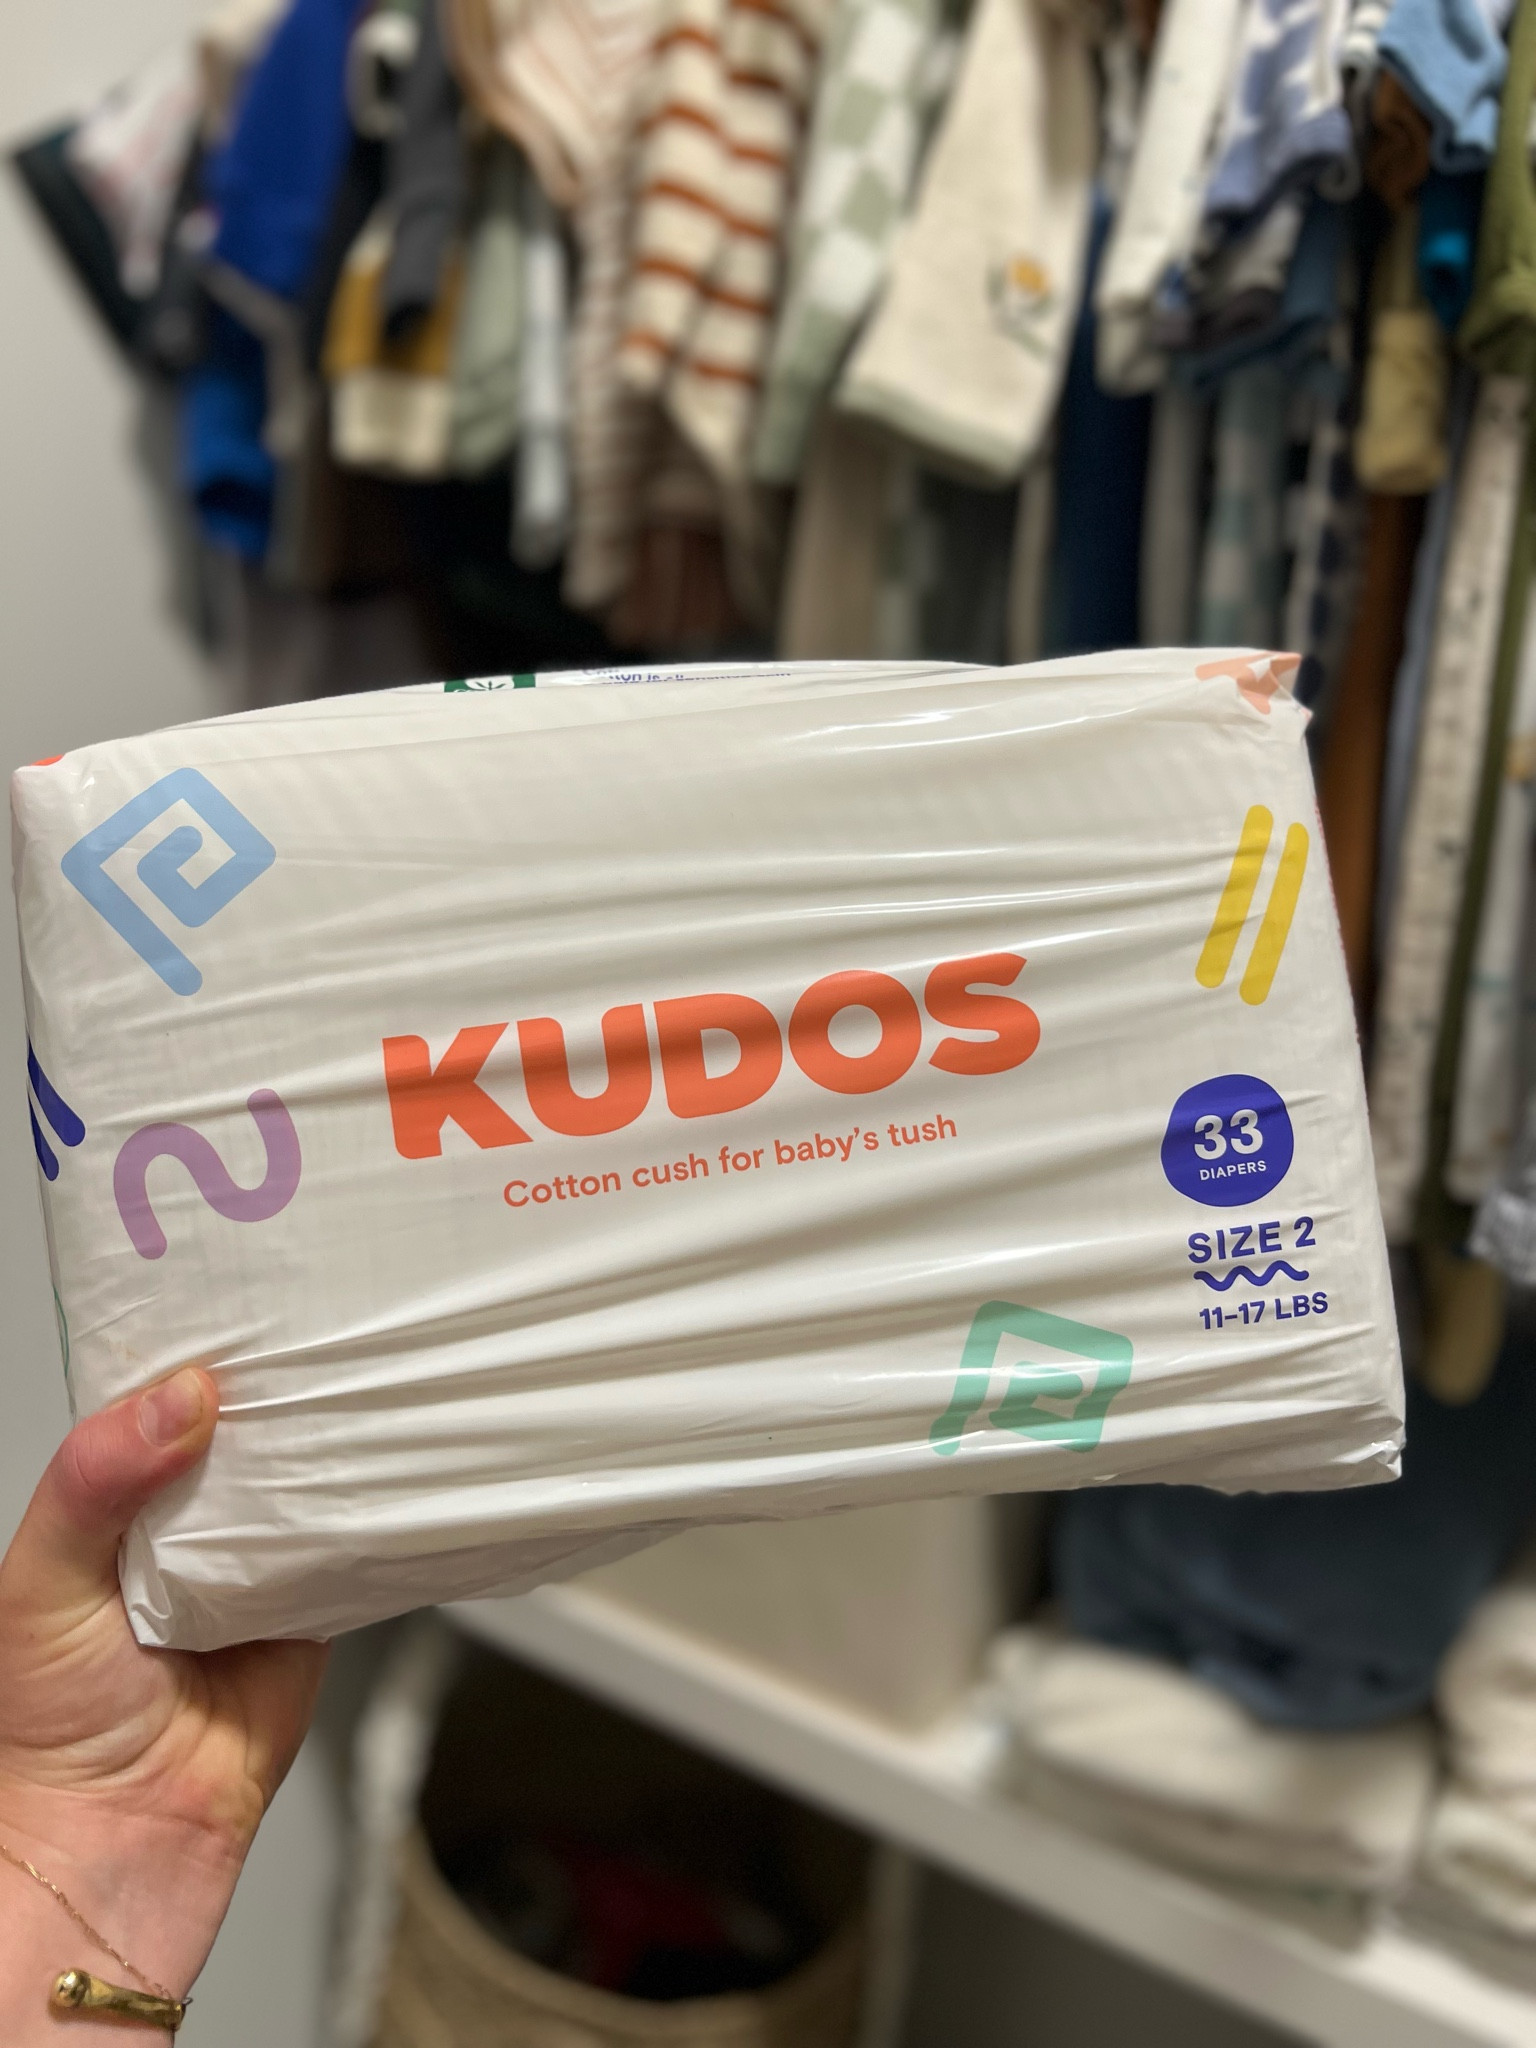 KUDOS
Cotton cush for baby's tush
33
DIAPERS
SIZE 2
11–17 LBS